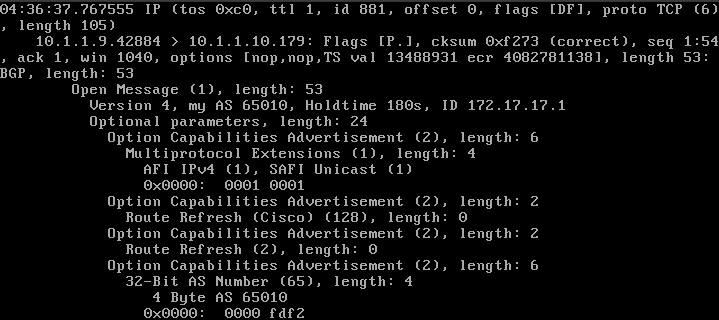 04:36:37.767555 IP (tos 0xc0, ttl 1, id 881, offset 0, flags [DF], proto TCP (6)
, length 105)
10.1.1.9.42884 > 10.1.1.10.179: Flags [P.], cksum 0xf273 (correct), seq 1:54
, ack 1, win 1040, options [nop,nop,TS val 13488931 ecr 4082781138], length 53:
BGP, length: 53
Open Message (1), length: 53
Version 4, my AS 65010, Holdtime 180s, ID 172.17.17.1
Optional parameters, length: 24
Option Capabilities Advertisement (2), length: 6
Multiprotocol Extensions (1), length: 4
AFI IPv4 (1), SAFI Unicast (1)
0x0000: 0001 0001
Option Capabilities Advertisement (2), length: 2
Route Refresh (Cisco) (128), length: 0
Option Capabilities Advertisement (2), length: 2
Route Refresh (2), length: 0
Option Capabilities Advertisement (2), length: 6
32-Bit AS Number (65), length: 4
4 Byte AS 65010
0x0000: 0000 fdf2